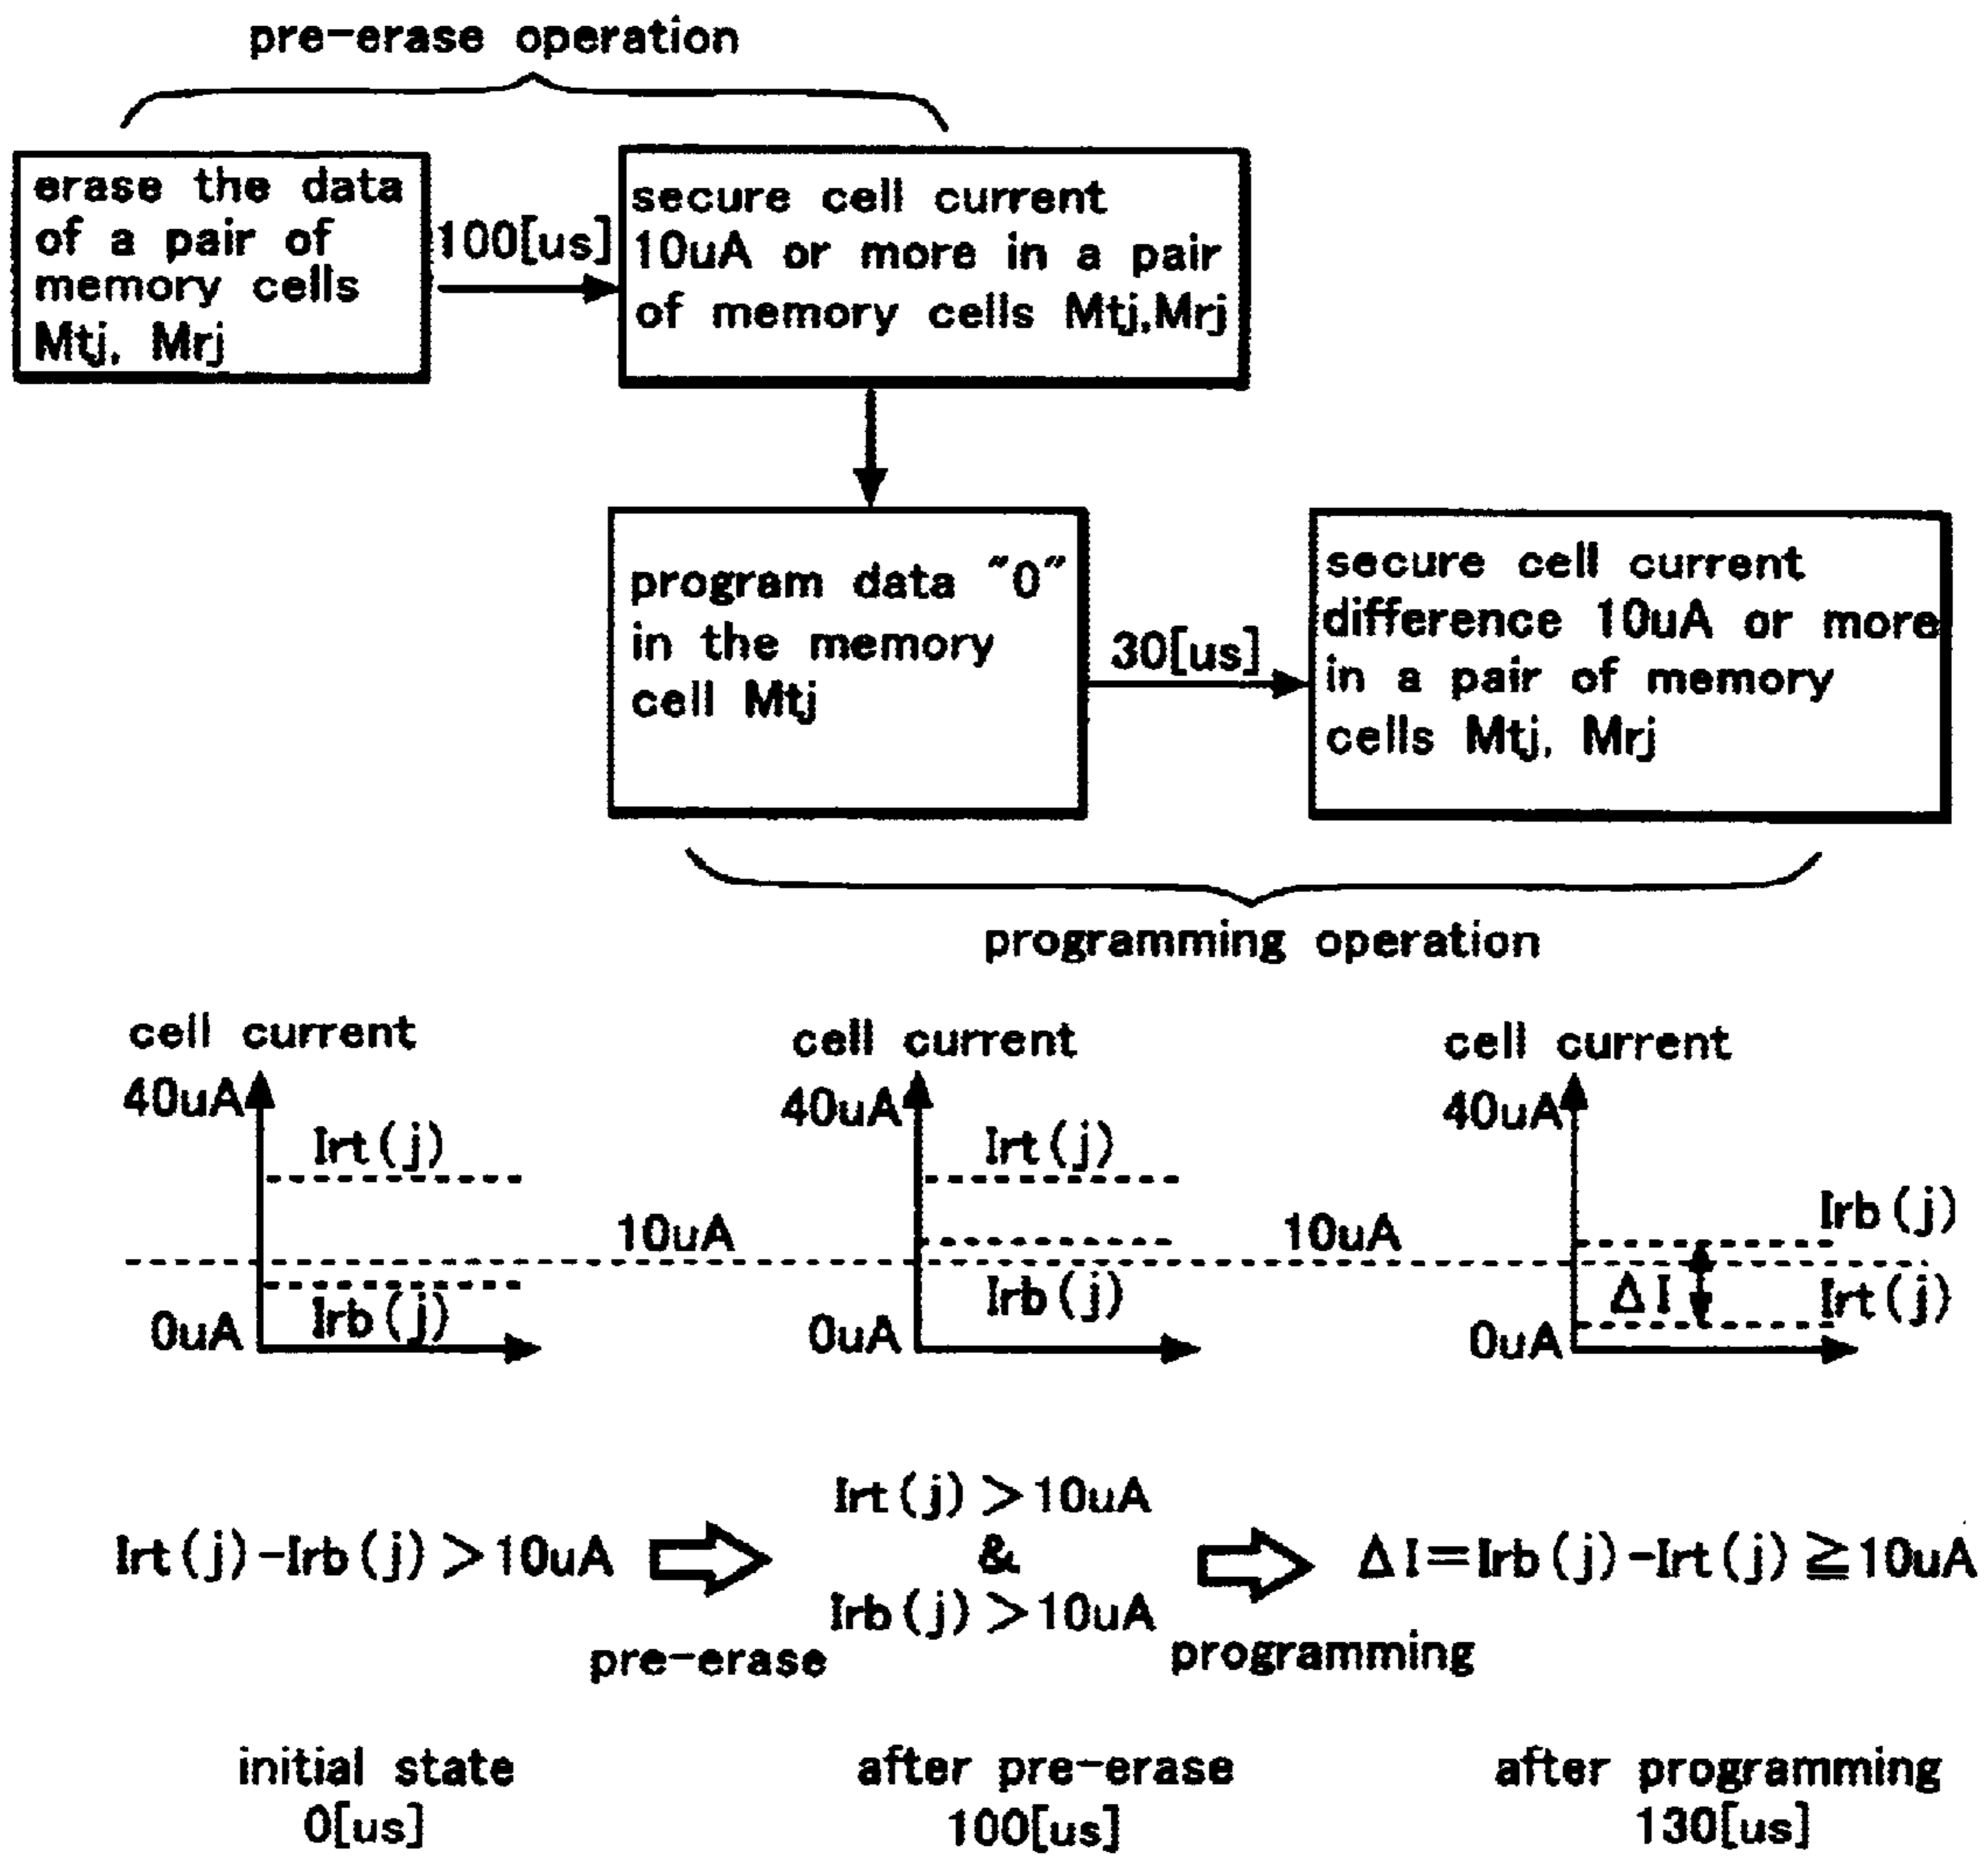 pre-erase operation
erase the data
of a pair of
memory cells
Mtj, Mrj
100[us]
secure cell current
10uA or more in a pair
of memory cells Mtj,Mrj
program data "0"
in the memory
cell Mtj
30[us]
secure cell current
difference 10uA or more
in a pair of memory
cells Mtj, Mrj
programming operation
cell current
40uA
Irt(j)
Irb(j)
0uA
10uA
cell current
40uA
Irt(j)
Irb(j)
0uA
10uA
cell current
40uA
Irb(j)
ΔI
Irt(j)
0uA
Irt(j)-Irb(j)>10uA
pre-erase
Irt(j)>10uA
&
Irb(j)>10uA
programming
ΔI=Irb(j)-Irt(j)≧10uA
initial state
0[us]
after pre-erase
100[us]
after programming
130[us]